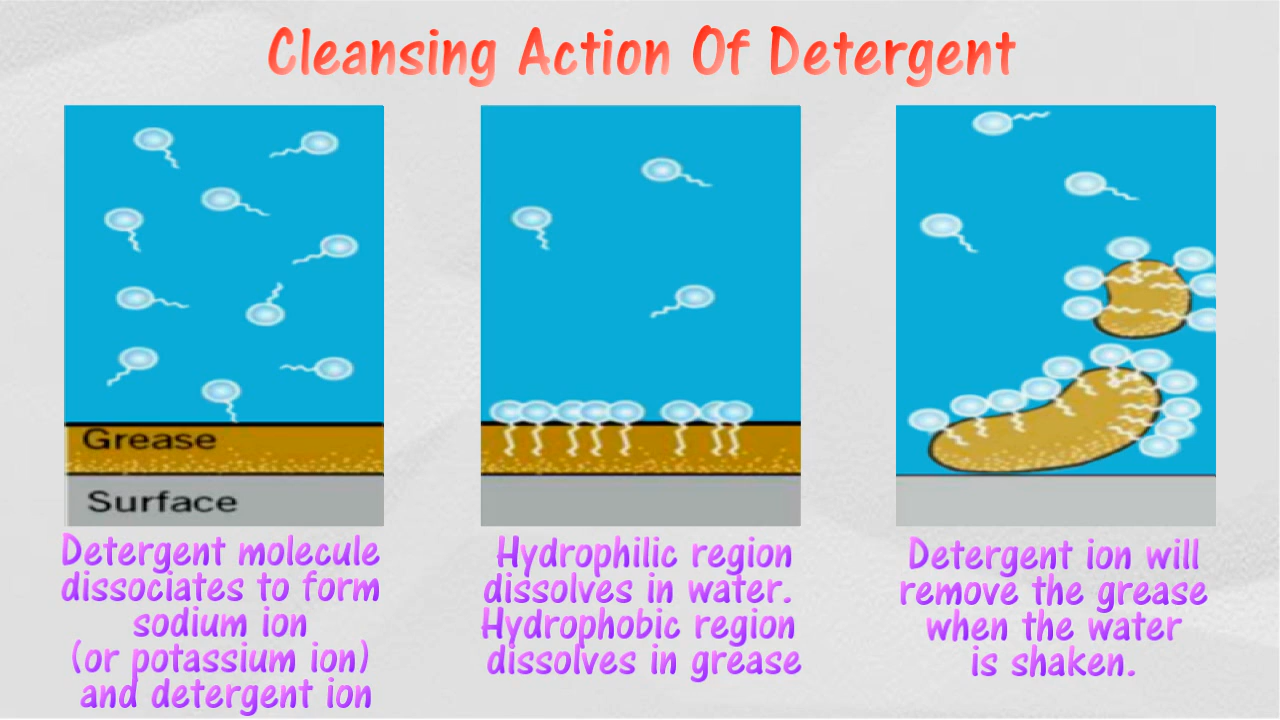 Cleansing Action Of Detergent
Grease
Surface
Detergent molecule
dissociates to form
sodium ion
(or potassium ion)
and detergent ion
Hydrophilic region
dissolves in water.
Hydrophobic region
dissolves in grease
Detergent ion will
remove the grease
when the water
is shaken.